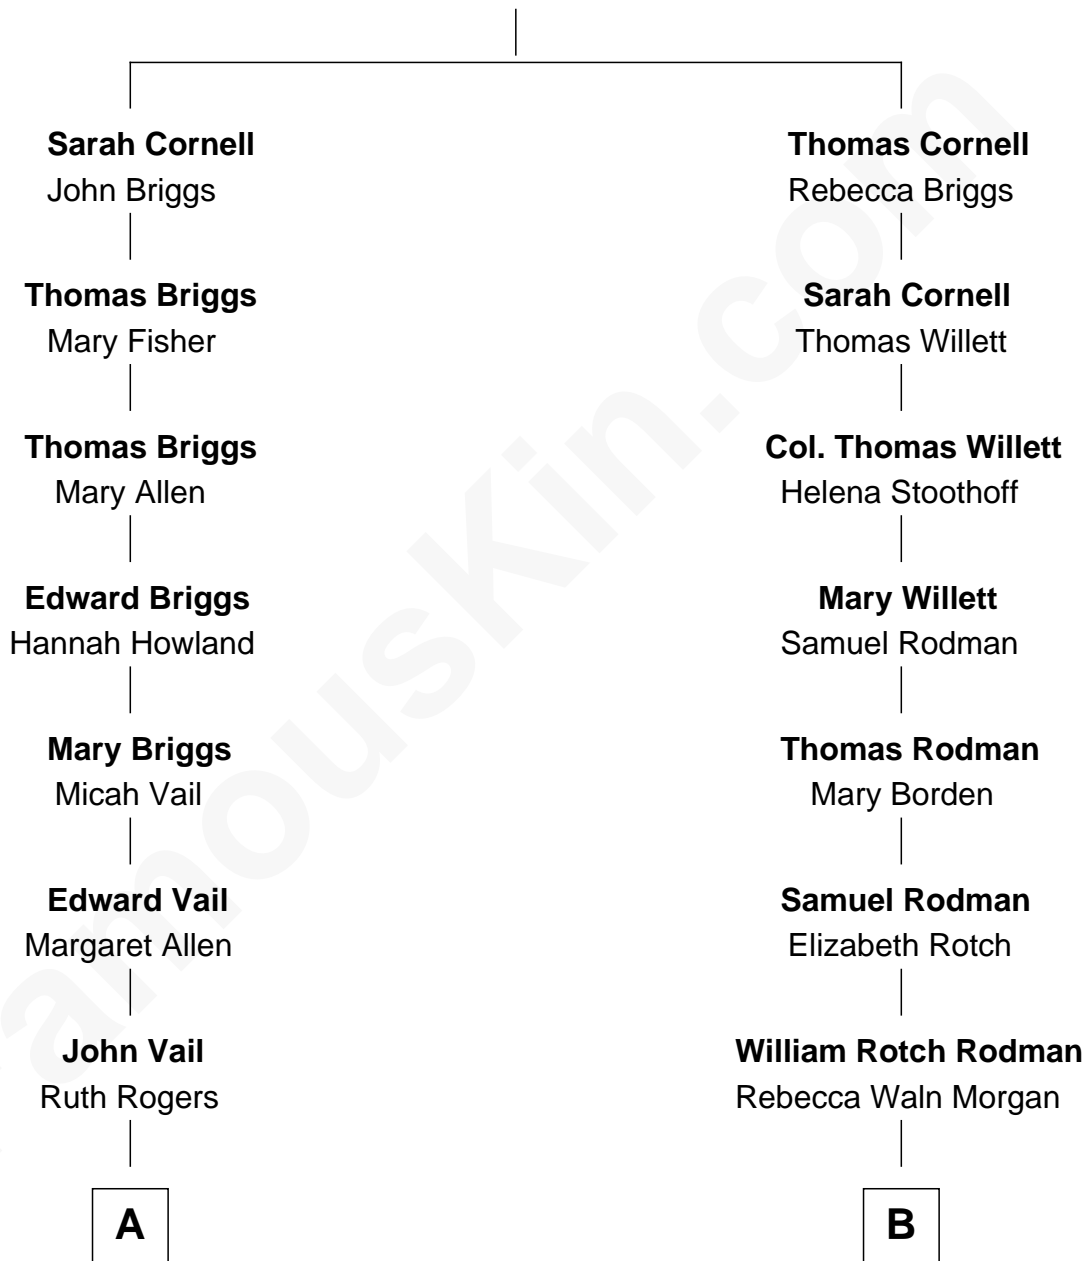 Sarah Cornell
John Briggs
Thomas Cornell
Rebecca Briggs
Thomas Briggs
Mary Fisher
Sarah Cornell
Thomas Willett
Thomas Briggs
Mary Allen
Col. Thomas Willett
Helena Stoothoff
Edward Briggs
Hannah Howland
Mary Willett
Samuel Rodman
Mary Briggs
Micah Vail
Thomas Rodman
Mary Borden
Edward Vail
Margaret Allen
Samuel Rodman
Elizabeth Rotch
John Vail
Ruth Rogers
William Rotch Rodman
Rebecca Waln Morgan
A
B
amouskin.com